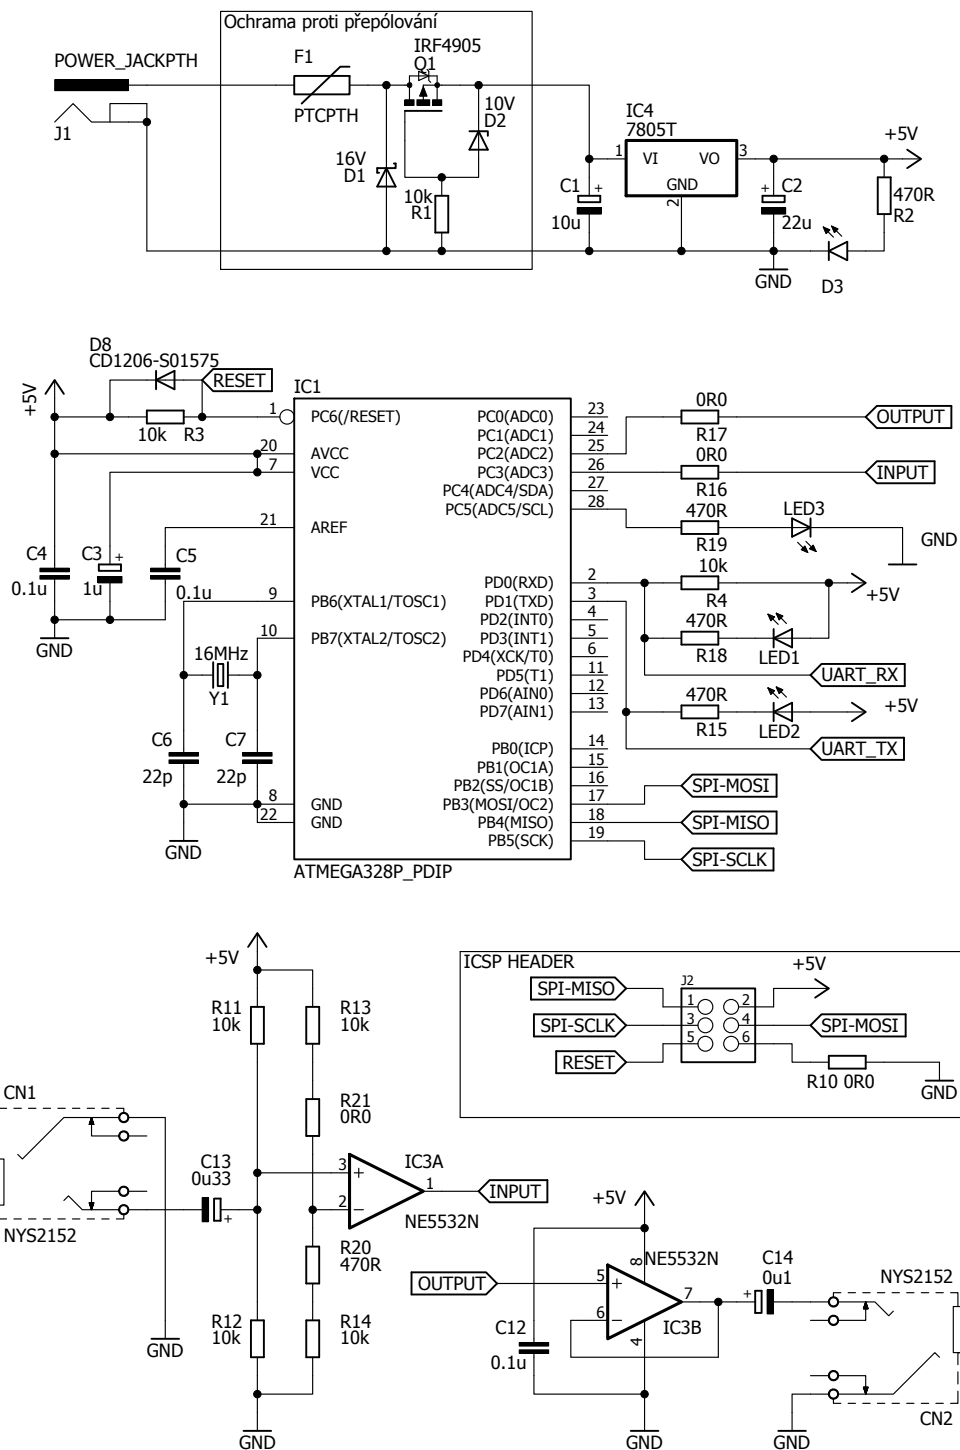 Ochrama proti přepólování
POWER_JACKPTH
J1
F1
PTCPTH
IRF4905
Q1
16V
D1
10V
D2
10k
R1
C1
+
10u
IC4
7805T
1
VI
VO
3
GND
2
+
C2
22u
+5V
470R
R2
GND
D3
D8
CD1206-S01575
RESET
+5V
10k
R3
IC1
1
PC6(/RESET)
20
AVCC
7
VCC
21
AREF
9
PB6(XTAL1/TOSC1)
10
PB7(XTAL2/TOSC2)
8
GND
22
GND
PC0(ADC0)
23
PC1(ADC1)
24
PC2(ADC2)
25
PC3(ADC3)
26
PC4(ADC4/SDA)
27
PC5(ADC5/SCL)
28
PD0(RXD)
2
PD1(TXD)
3
PD2(INT0)
4
PD3(INT1)
5
PD4(XCK/T0)
6
PD5(T1)
11
PD6(AIN0)
12
PD7(AIN1)
13
PB0(ICP)
14
PB1(OC1A)
15
PB2(SS/OC1B)
16
PB3(MOSI/OC2)
17
PB4(MISO)
18
PB5(SCK)
19
ATMEGA328P_PDIP
C4
0.1u
C3
+
1u
C5
0.1u
GND
16MHz
Y1
C6
22p
C7
22p
GND
0R0
R17
OUTPUT
0R0
R16
INPUT
470R
R19
LED3
GND
10k
R4
+5V
470R
R18
LED1
UART_RX
470R
R15
LED2
+5V
UART_TX
SPI-MOSI
SPI-MISO
SPI-SCLK
+5V
R11
10k
R13
10k
R21
0R0
CN1
NYS2152
C13
0u33
+
3
+
2
−
1
IC3A
NE5532N
INPUT
R20
470R
R12
10k
R14
10k
GND
GND
ICSP HEADER
SPI-MISO
SPI-SCLK
RESET
J2
1
2
3
4
5
6
+5V
SPI-MOSI
R10 0R0
GND
+5V
OUTPUT
5
+
6
−
7
8
4
NE5532N
IC3B
C12
0.1u
GND
C14
0u1
+
NYS2152
CN2
GND